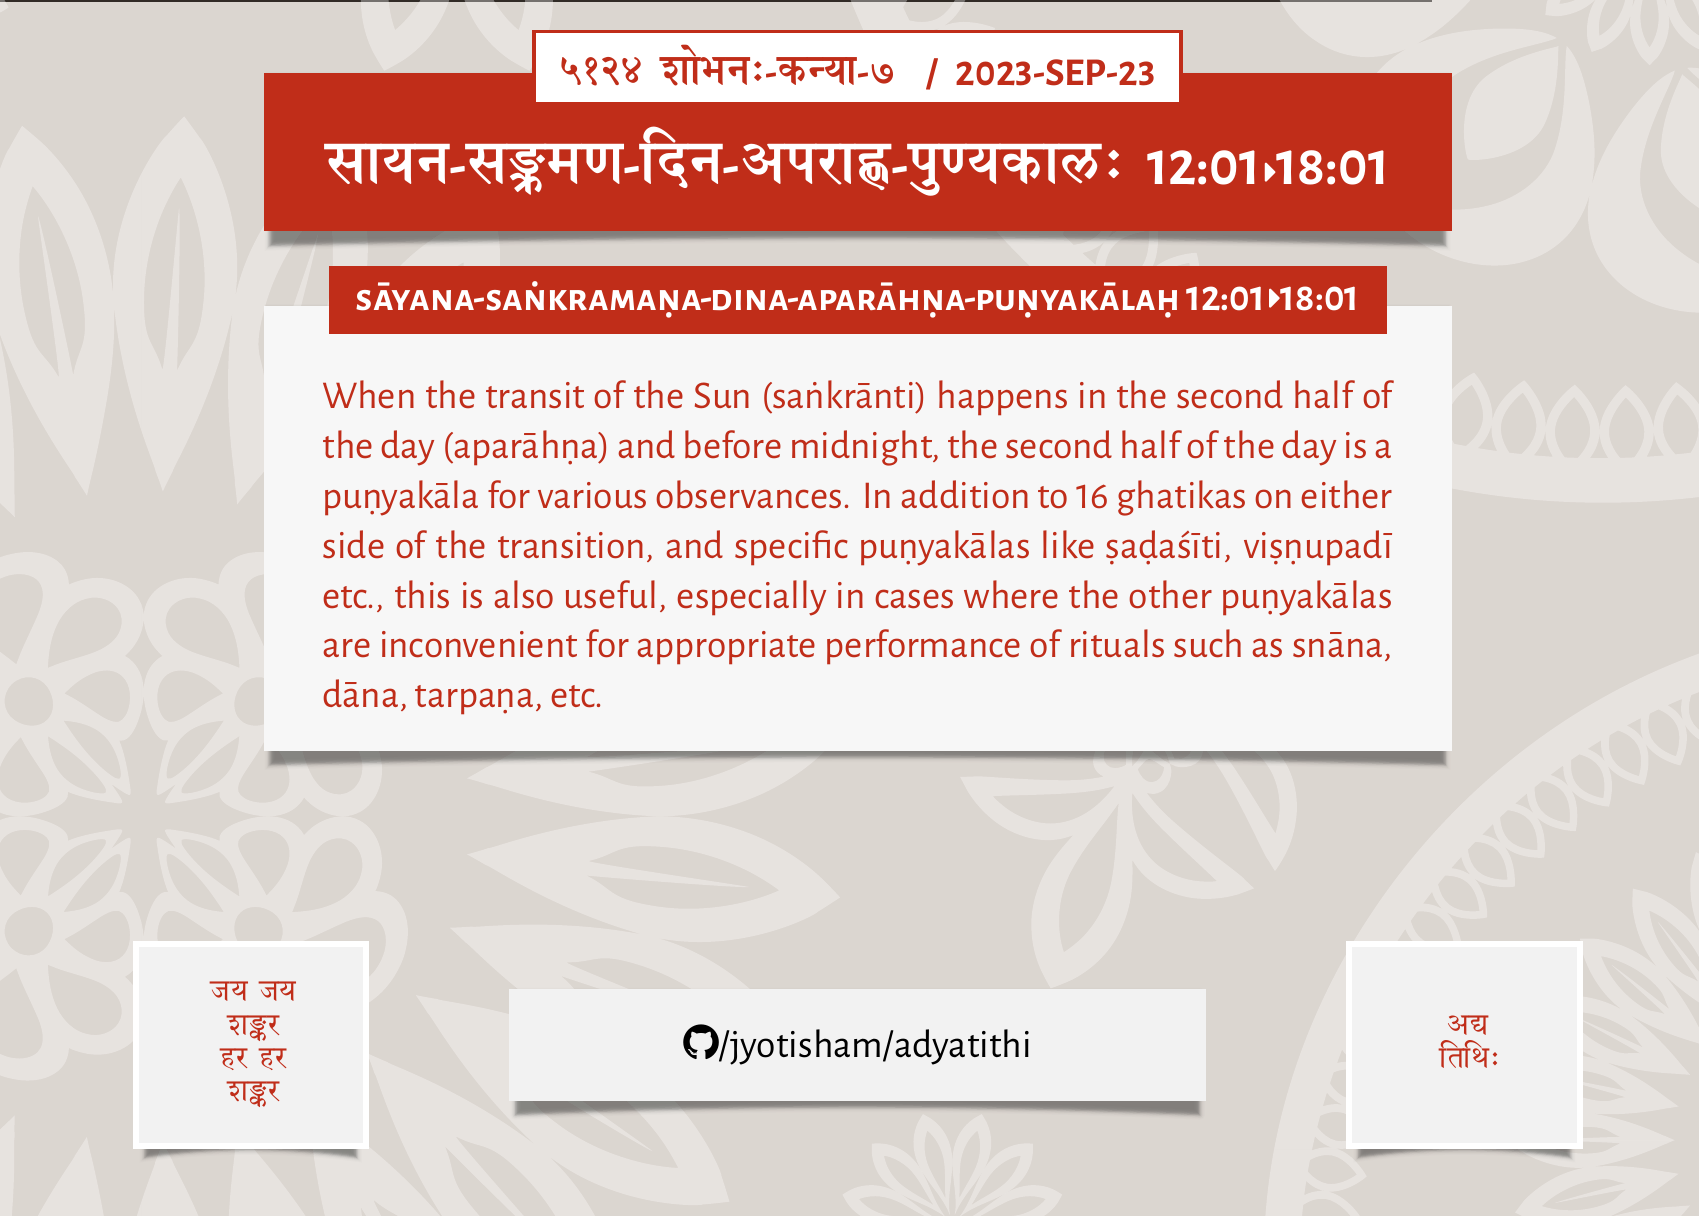 ५१२४ शोभनः-कन्या-७ / 2023-SEP-23
सायन-सङ्क्रमण-दिन-अपराह्ण-पुण्यकालः 12:01▸18:01
SĀYANA-SAṄKRAMAṆA-DINA-APARĀHṆA-PUṆYAKĀLAḤ 12:01▸18:01
When the transit of the Sun (saṅkrānti) happens in the second half of
the day (aparāhṇa) and before midnight, the second half of the day is a
puṇyakāla for various observances. In addition to 16 ghatikas on either
side of the transition, and specific puṇyakālas like ṣaḍaśīti, viṣṇupadī
etc., this is also useful, especially in cases where the other puṇyakālas
are inconvenient for appropriate performance of rituals such as snāna,
dāna, tarpaṇa, etc.
जय जय
शङ्कर
हर हर
शङ्कर
/jyotisham/adyatithi
अद्य
तिथिः